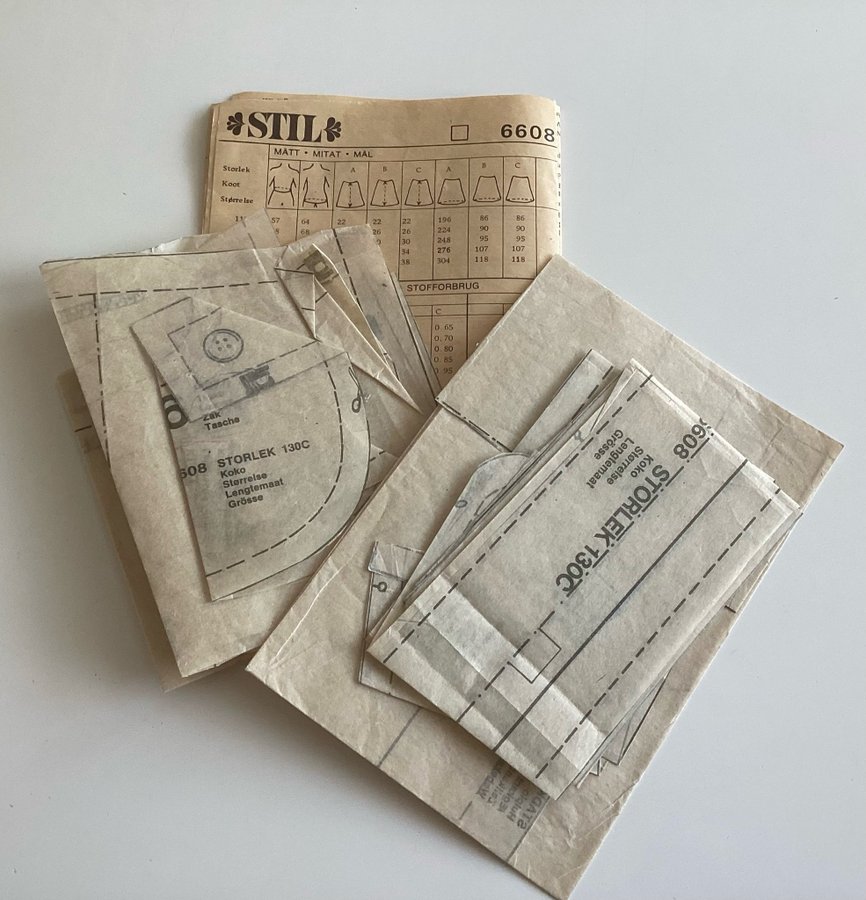 STIL
6608
MÅTT • MITAT • MÅL
Storlek
Koot
Størrelse
A B C A B C
57 64 22 22 22 196 86 86
68 26 26 224 90 90
30 248 95 95
34 276 107 107
38 304 118 118
STOFFORBRUG
C
0.65
0.70
0.80
0.85
0.95
Zak
Tasche
608 STORLEK 130C
Koko
Størrelse
Lengtemaat
Grösse
6608 STORLEK 130C
Koko
Størrelse
Lengtemaat
Grösse